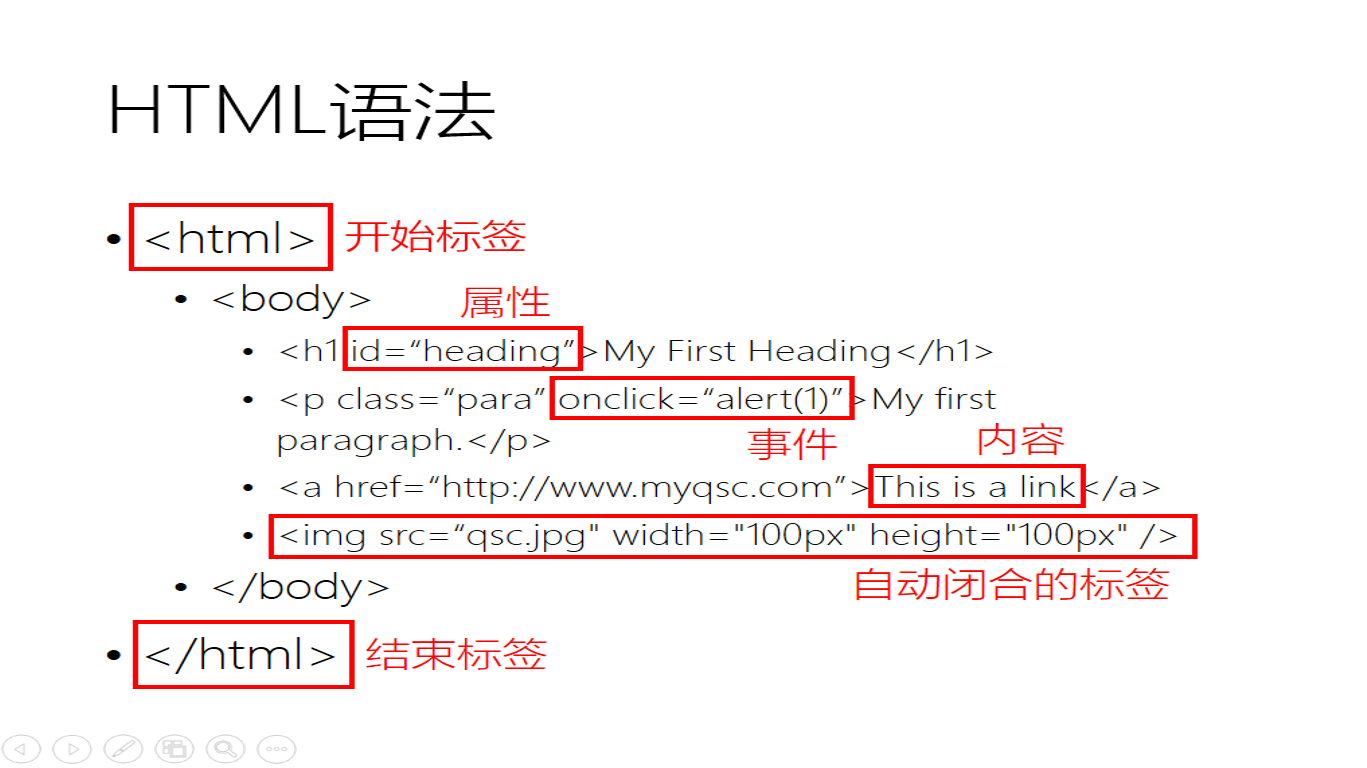 HTML语法
<html> 开始标签
<body> 属性
<h1 id=“heading”>My First Heading</h1>
<p class=“para” onclick=“alert(1)”>My first
paragraph.</p> 事件 内容
<a href=“http://www.myqsc.com”>This is a link</a>
<img src=“qsc.jpg" width="100px" height="100px" />
</body> 自动闭合的标签
</html> 结束标签